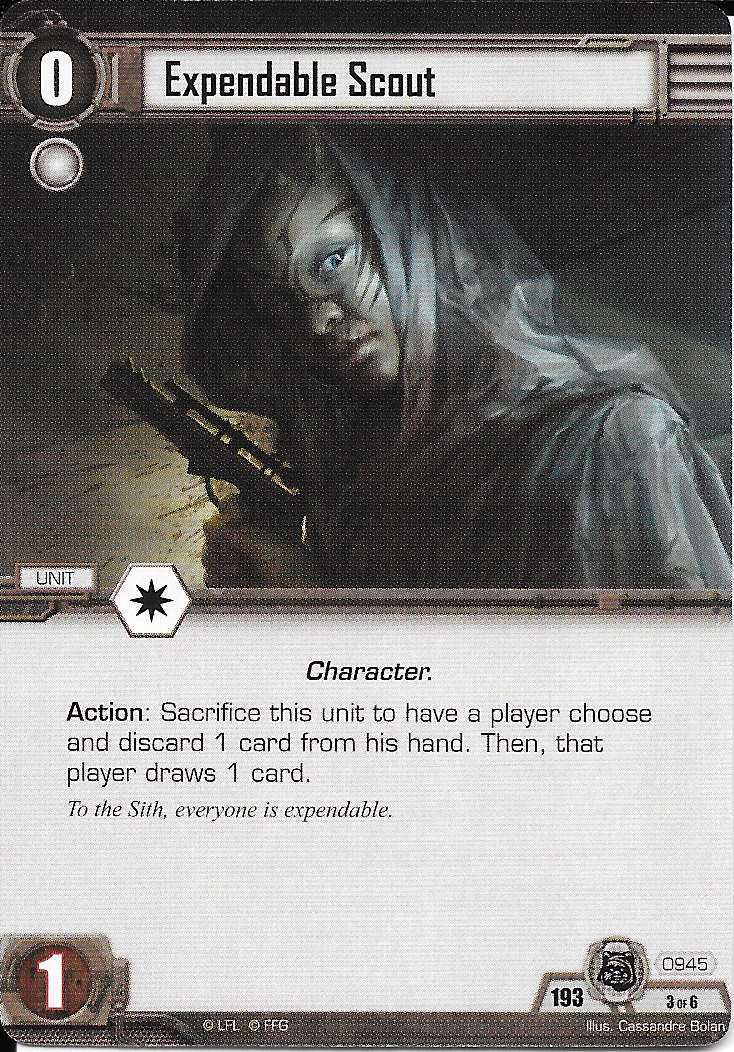 0
Expendable Scout
UNIT
Character.
Action: Sacrifice this unit to have a player choose
and discard 1 card from his hand. Then, that
player draws 1 card.
To the Sith, everyone is expendable.
1
0945
193
3 OF 6
© LFL © FFG
Illus. Cassandre Bolan